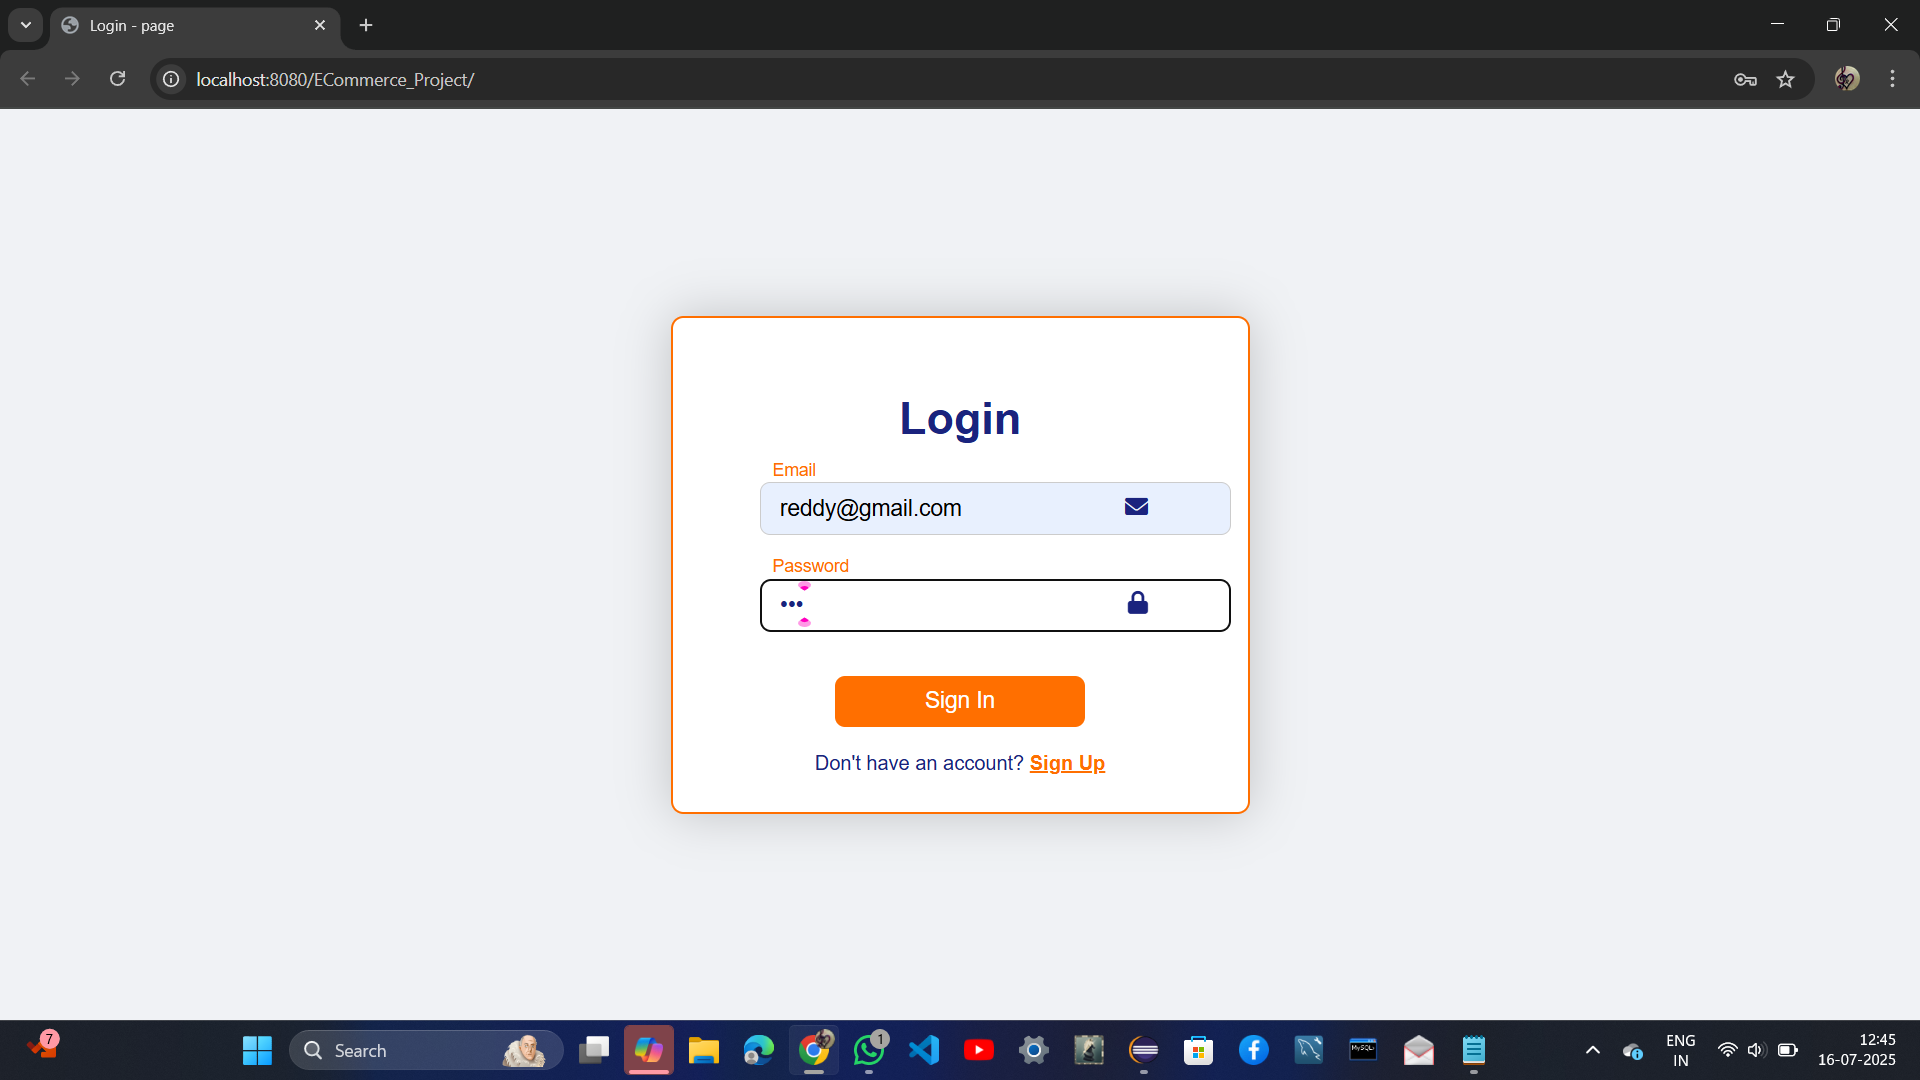 Login - page
localhost:8080/ECommerce_Project/
Login
Email
reddy@gmail.com
Password
•••
Sign In
Don't have an account? Sign Up
7
Search
1
MySQL
ENG
IN
12:45
16-07-2025